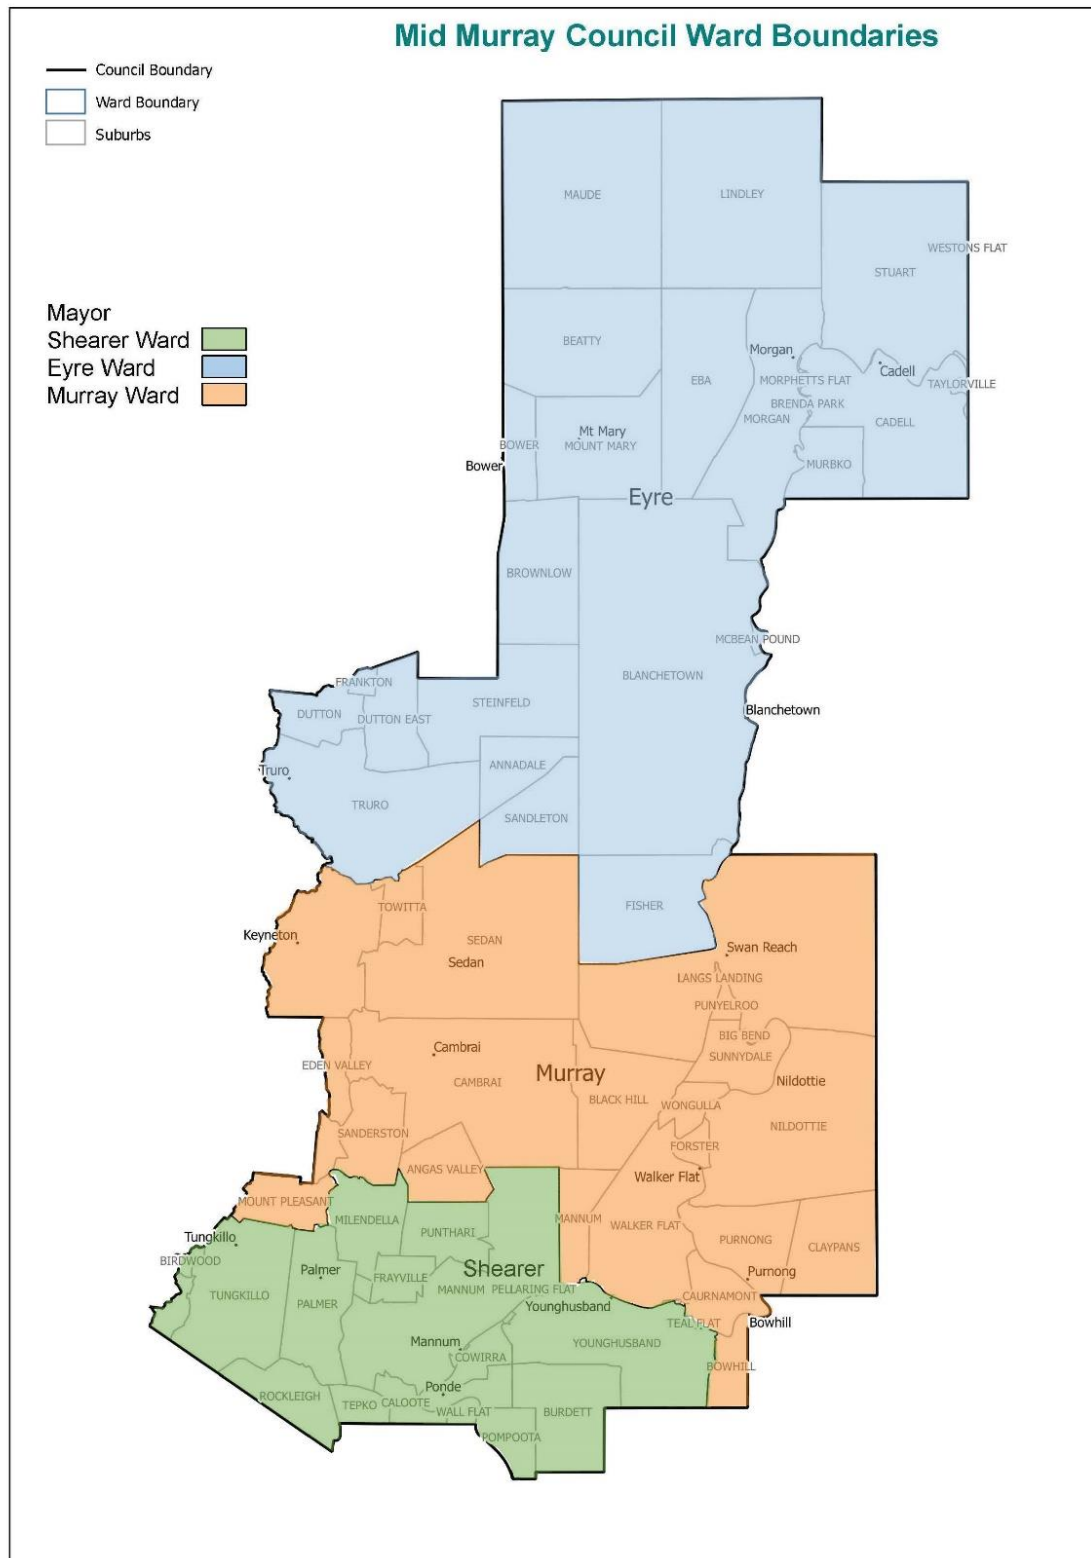 Mid Murray Council Ward Boundaries
Council Boundary
Ward Boundary
Suburbs
Mayor
Shearer Ward
Eyre Ward
Murray Ward
MAUDE
LINDLEY
WESTONS FLAT
STUART
BEATTY
Morgan
Cadell
EBA
MORPHETTS FLAT
TAYLORVILLE
BRENDA PARK
MORGAN
CADELL
Mt Mary
BOWER
MOUNT MARY
Bower
MURBKO
Eyre
BROWNLOW
MCBEAN POUND
BLANCHETOWN
FRANKTON
STEINFELD
DUTTON
DUTTON EAST
Blanchetown
Truro
ANNADALE
TRURO
SANDLETON
TOWITTA
FISHER
Keyneton
SEDAN
Swan Reach
Sedan
LANGS LANDING
PUNYELROO
BIG BEND
Cambrai
SUNNYDALE
EDEN VALLEY
Murray
CAMBRAI
Nildottie
BLACK HILL
WONGULLA
NILDOTTIE
SANDERSTON
FORSTER
ANGAS VALLEY
Walker Flat
MOUNT PLEASANT
MILENDELLA
MANNUM
WALKER FLAT
PUNTHARI
Tungkillo
PURNONG
CLAYPANS
BIRDWOOD
Palmer
Shearer
Purnong
FRAYVILLE
TUNGKILLO
MANNUM
PELLARING FLAT
CAURNAMONT
PALMER
Younghusband
TEAL FLAT
Bowhill
Mannum
YOUNGHUSBAND
COWIRRA
BOWHILL
Ponde
ROCKLEIGH
TEPKO
CALOOTE
WALL FLAT
BURDETT
POMPOOTA